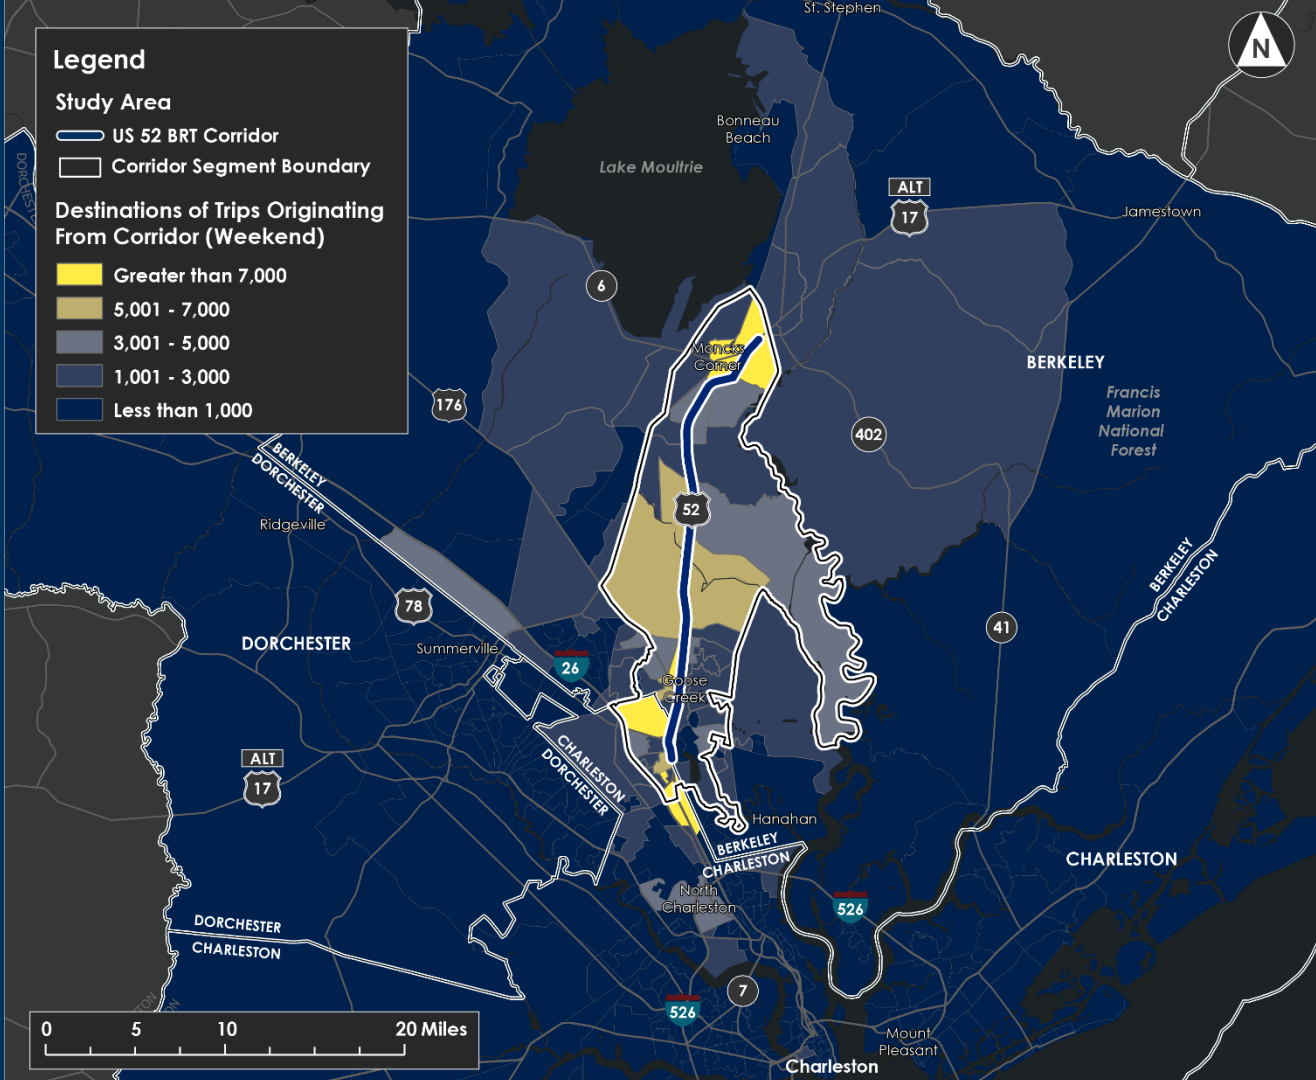 Legend
Study Area
US 52 BRT Corridor
Corridor Segment Boundary
Destinations of Trips Originating
From Corridor (Weekend)
Greater than 7,000
5,001 - 7,000
3,001 - 5,000
1,001 - 3,000
Less than 1,000
St. Stephen
N
Bonneau
Beach
Lake Moultrie
DORCHESTER
ALT
17
Jamestown
6
Moncks
Corner
BERKELEY
Francis
Marion
National
Forest
176
402
BERKELEY
DORCHESTER
Ridgeville
52
BERKELEY
CHARLESTON
78
41
DORCHESTER
Summerville
26
Goose
Creek
ALT
17
CHARLESTON
DORCHESTER
Hanahan
BERKELEY
CHARLESTON
CHARLESTON
North
Charleston
526
DORCHESTER
CHARLESTON
7
526
0 5 10 20 Miles
Mount
Pleasant
Charleston